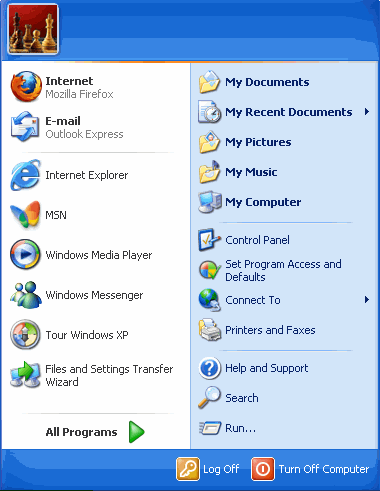 Internet
Mozilla Firefox
E-mail
Outlook Express
Internet Explorer
MSN
Windows Media Player
Windows Messenger
Tour Windows XP
Files and Settings Transfer
Wizard
All Programs
My Documents
My Recent Documents
My Pictures
My Music
My Computer
Control Panel
Set Program Access and
Defaults
Connect To
Printers and Faxes
Help and Support
Search
Run...
Log Off
Turn Off Computer